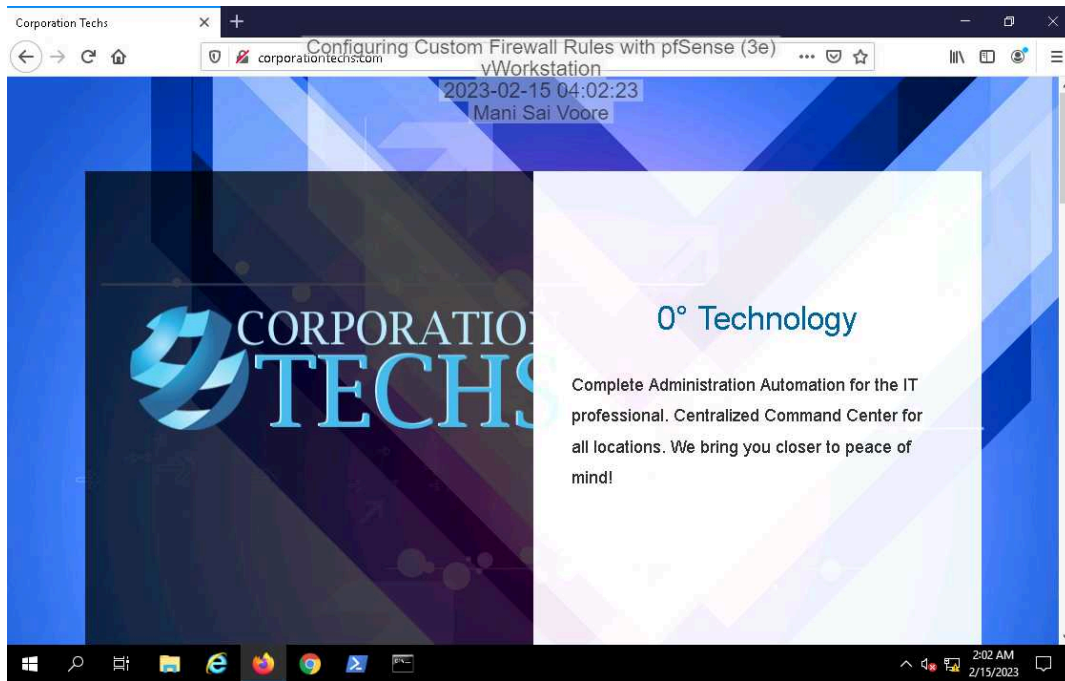 Corporation Techs
corporationtechs.com
Configuring Custom Firewall Rules with pfSense (3e)
vWorkstation
2023-02-15 04:02:23
Mani Sai Voore
CORPORATIO
TECHS
0° Technology
Complete Administration Automation for the IT
professional. Centralized Command Center for
all locations. We bring you closer to peace of
mind!
2:02 AM
2/15/2023